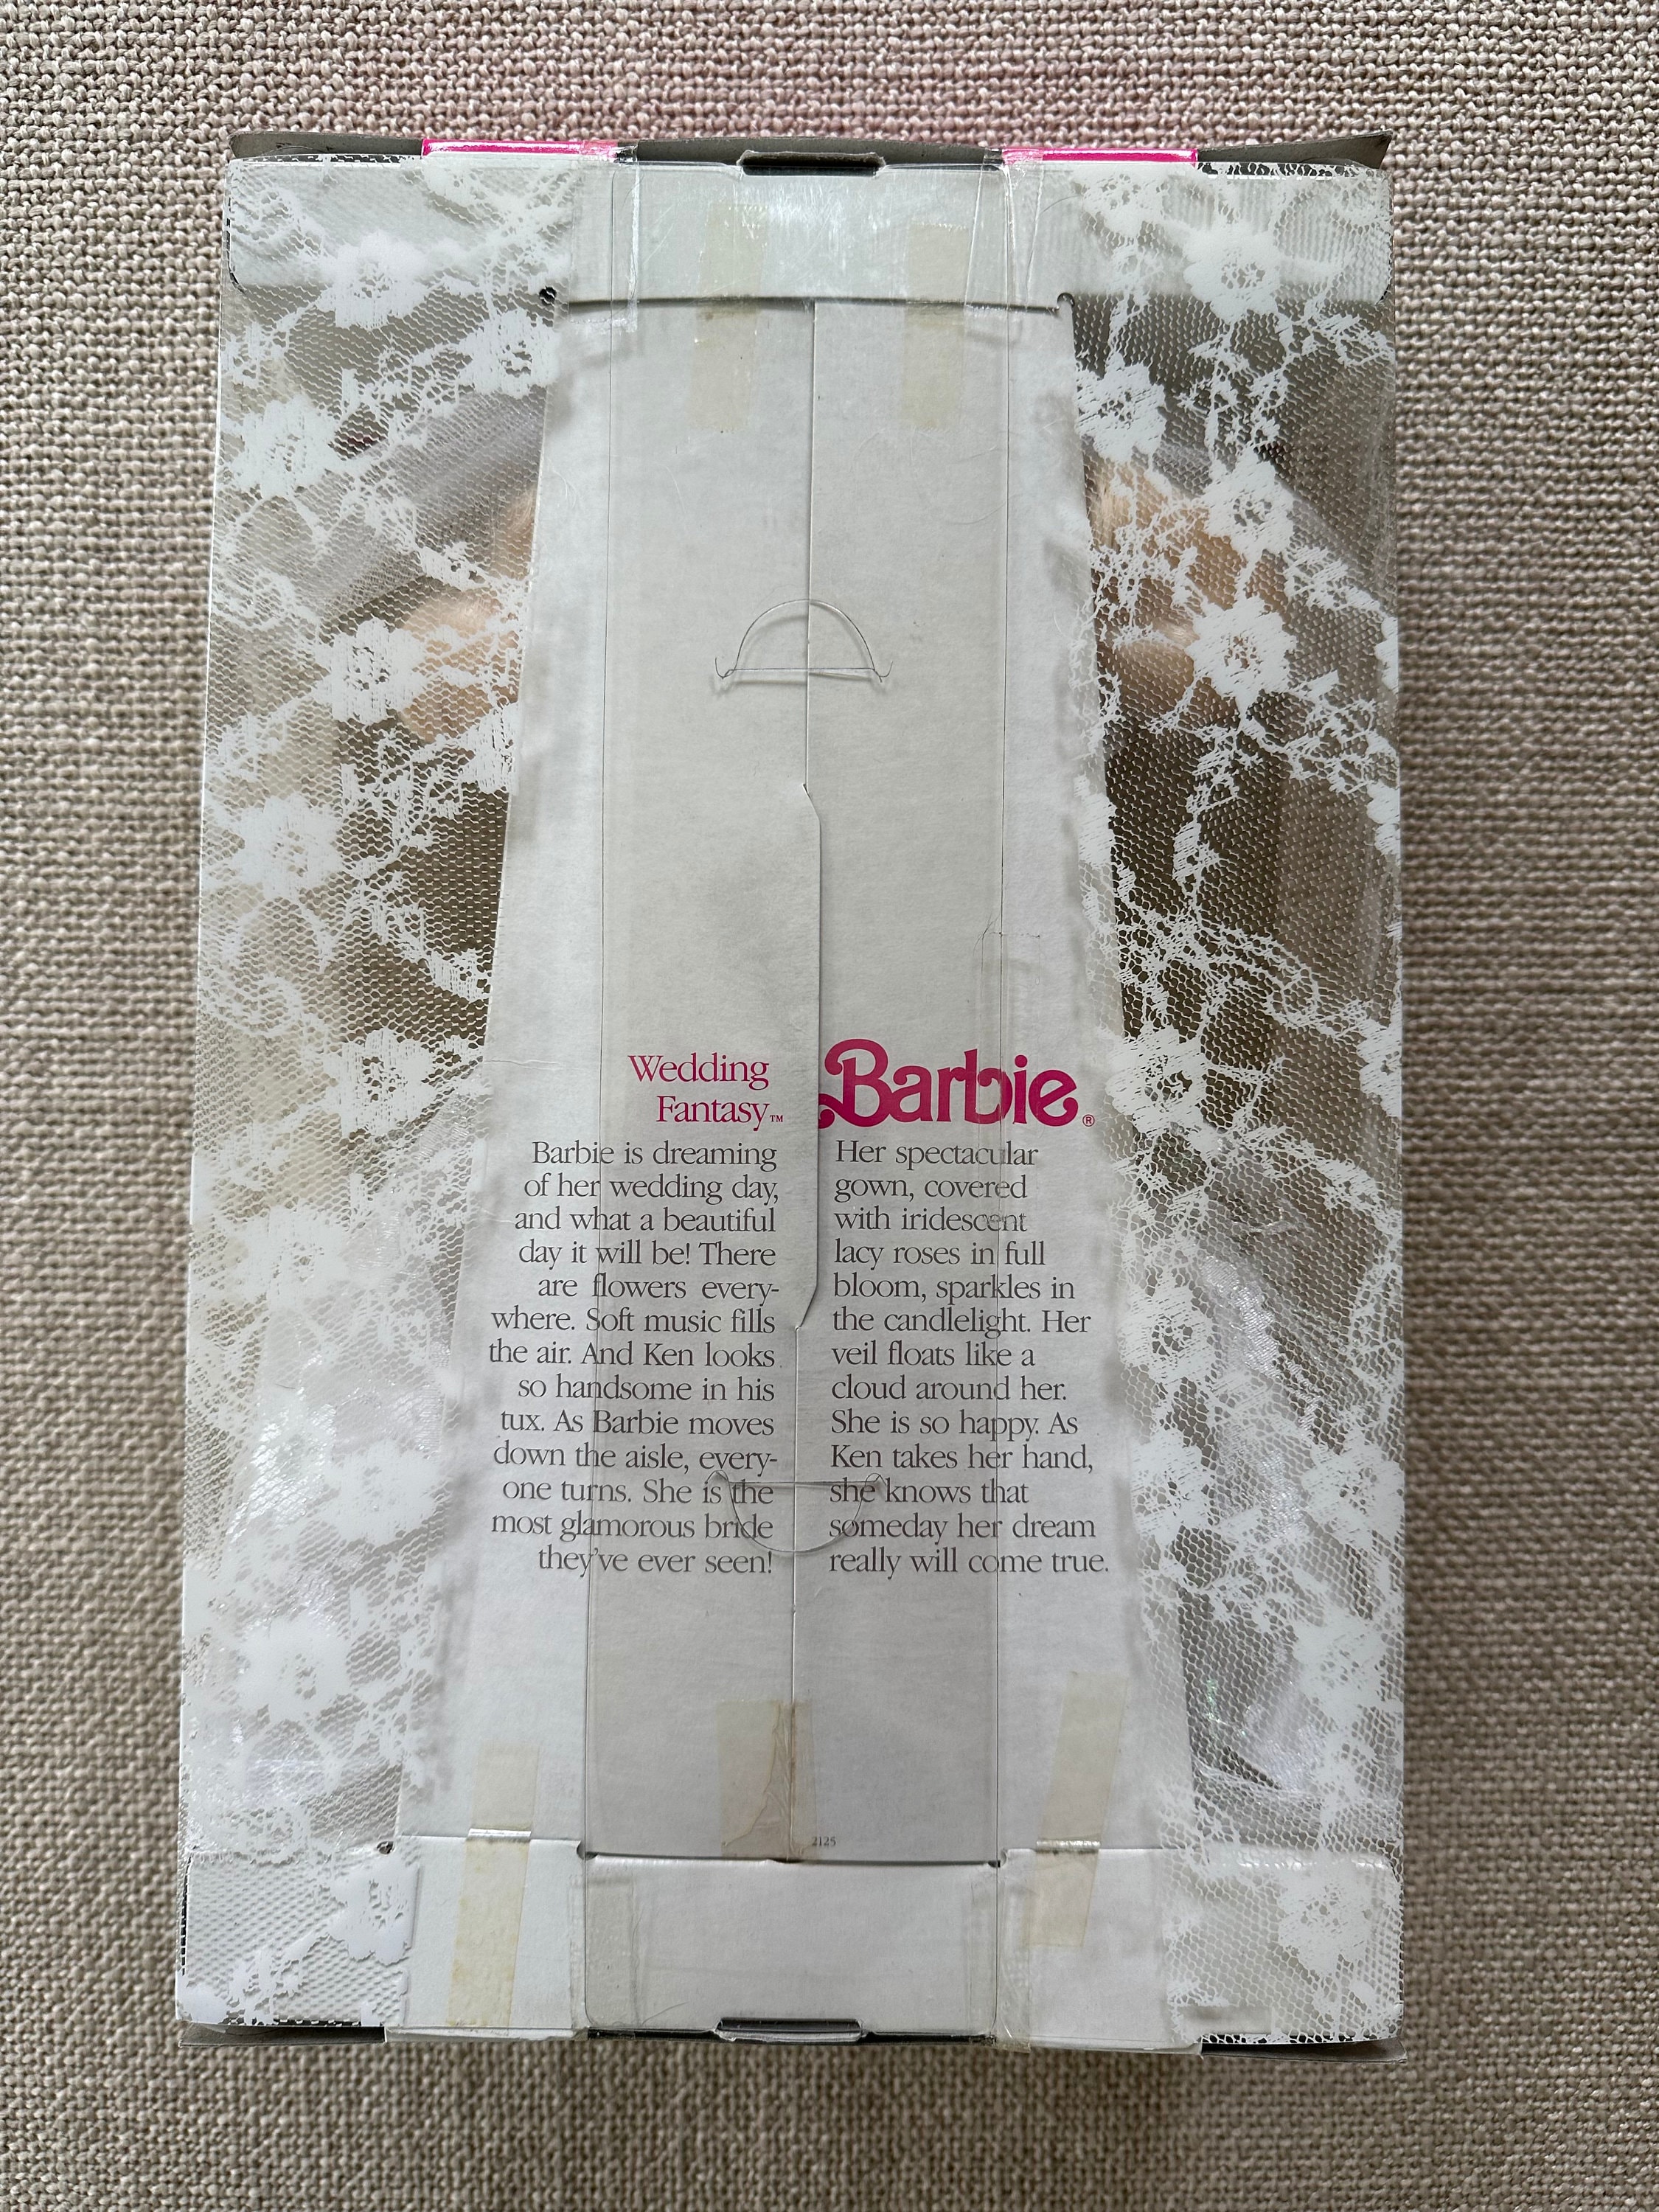 Wedding
Fantasy™
Barbie®
Barbie is dreaming
of her wedding day,
and what a beautiful
day it will be! There
are flowers every-
where. Soft music fills
the air. And Ken looks
so handsome in his
tux. As Barbie moves
down the aisle, every-
one turns. She is the
most glamorous bride
they've ever seen!
Her spectacular
gown, covered
with iridescent
lacy roses in full
bloom, sparkles in
the candlelight. Her
veil floats like a
cloud around her.
She is so happy. As
Ken takes her hand,
she knows that
someday her dream
really will come true.
2125